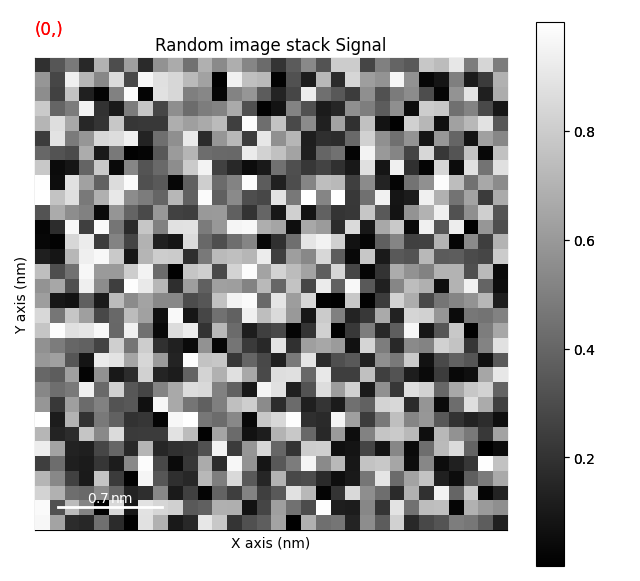 (0,)
Random image stack Signal
Y axis (nm)
0.8
0.6
0.4
0.2
0.7 nm
X axis (nm)